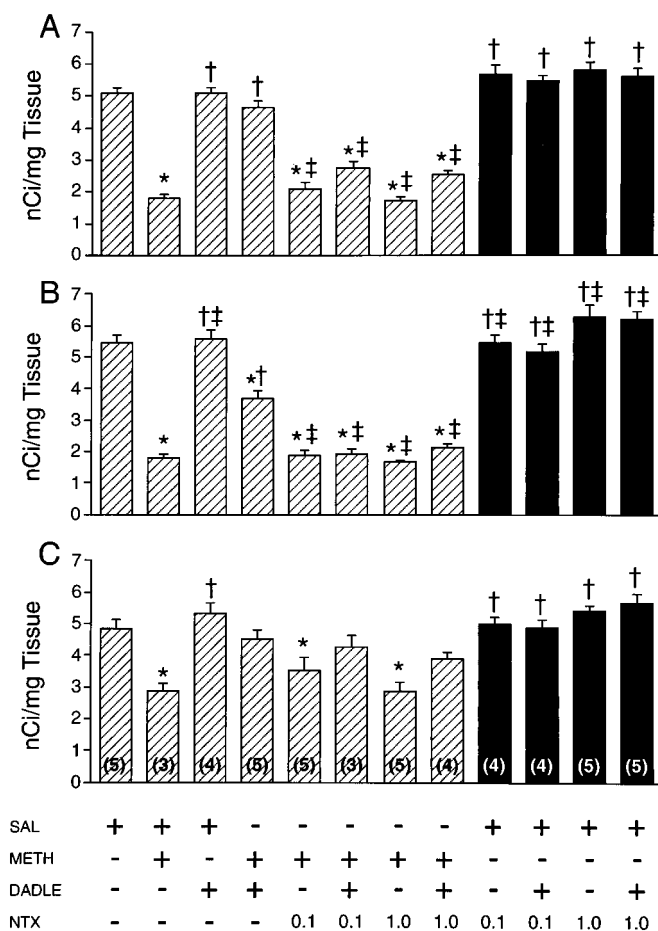 A
7
6
5
4
3
2
1
0
nCi/mg Tissue
* † † *‡ *‡ *‡ *‡ † † † †
B
7
6
5
4
3
2
1
0
nCi/mg Tissue
* †‡ *† *‡ *‡ *‡ *‡ †‡ †‡ †‡ †‡
C
7
6
5
4
3
2
1
0
nCi/mg Tissue
* † * * † † † †
(5) (3) (4) (5) (5) (3) (5) (4) (4) (4) (5) (5)
SAL + + + - - - - - + + + +
METH - + - + + + + + - - - -
DADLE - - + + - + - + - + - +
NTX - - - - 0.1 0.1 1.0 1.0 0.1 0.1 1.0 1.0